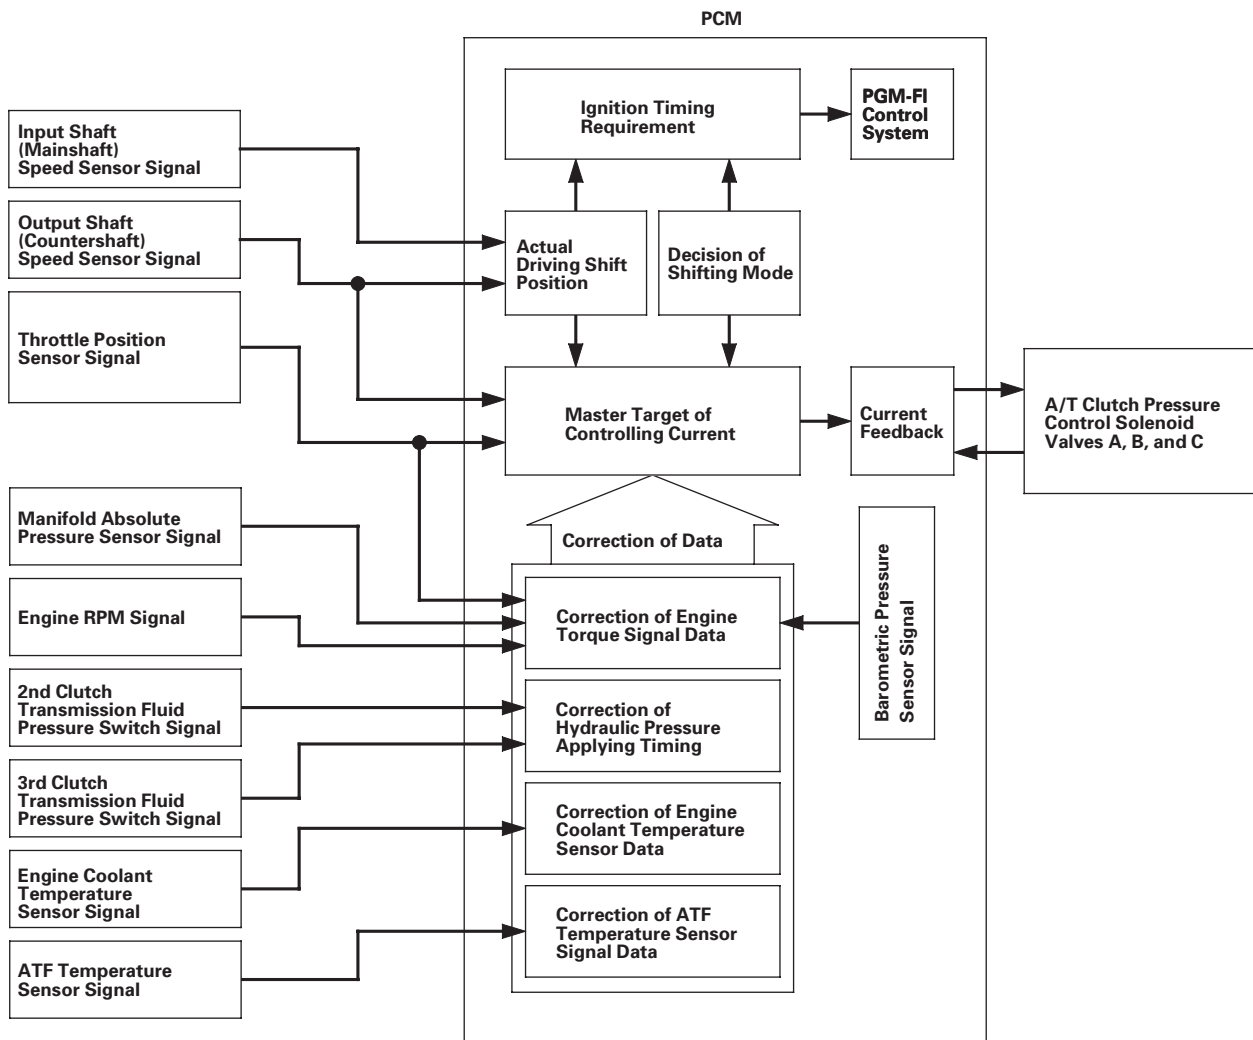 PCM
Ignition Timing
Requirement
PGM-FI
Control
System
Input Shaft
(Mainshaft)
Speed Sensor Signal
Output Shaft
(Countershaft)
Speed Sensor Signal
Actual
Driving Shift
Position
Decision of
Shifting Mode
Throttle Position
Sensor Signal
Master Target of
Controlling Current
Current
Feedback
A/T Clutch Pressure
Control Solenoid
Valves A, B, and C
Manifold Absolute
Pressure Sensor Signal
Correction of Data
Engine RPM Signal
Correction of Engine
Torque Signal Data
Barometric Pressure
Sensor Signal
2nd Clutch
Transmission Fluid
Pressure Switch Signal
Correction of
Hydraulic Pressure
Applying Timing
3rd Clutch
Transmission Fluid
Pressure Switch Signal
Correction of Engine
Coolant Temperature
Sensor Data
Engine Coolant
Temperature
Sensor Signal
Correction of ATF
Temperature Sensor
Signal Data
ATF Temperature
Sensor Signal